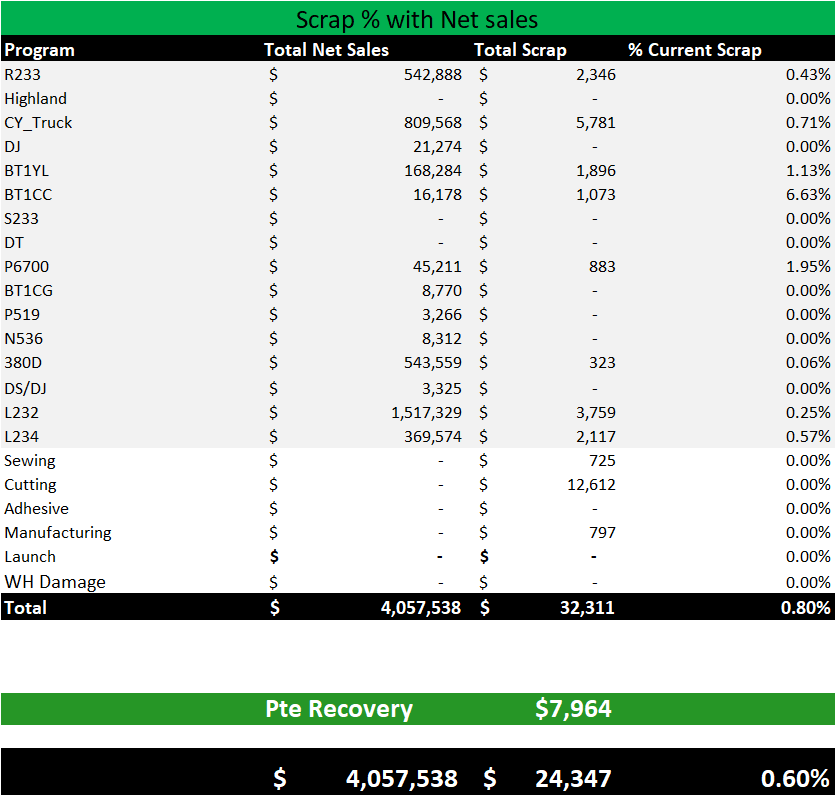 Scrap % with Net sales
Program Total Net Sales Total Scrap % Current Scrap
R233 $ 542,888 $ 2,346 0.43%
Highland $ - $ - 0.00%
CY_Truck $ 809,568 $ 5,781 0.71%
DJ $ 21,274 $ - 0.00%
BT1YL $ 168,284 $ 1,896 1.13%
BT1CC $ 16,178 $ 1,073 6.63%
S233 $ - $ - 0.00%
DT $ - $ - 0.00%
P6700 $ 45,211 $ 883 1.95%
BT1CG $ 8,770 $ - 0.00%
P519 $ 3,266 $ - 0.00%
N536 $ 8,312 $ - 0.00%
380D $ 543,559 $ 323 0.06%
DS/DJ $ 3,325 $ - 0.00%
L232 $ 1,517,329 $ 3,759 0.25%
L234 $ 369,574 $ 2,117 0.57%
Sewing $ - $ 725 0.00%
Cutting $ - $ 12,612 0.00%
Adhesive $ - $ - 0.00%
Manufacturing $ - $ 797 0.00%
Launch $ - $ - 0.00%
WH Damage $ - $ - 0.00%
Total $ 4,057,538 $ 32,311 0.80%
Pte Recovery $7,964
$ 4,057,538 $ 24,347 0.60%